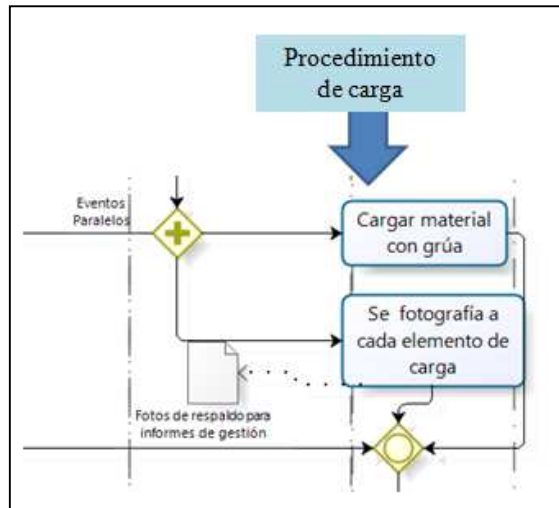 Procedimiento
de carga
Eventos
Paralelos
Cargar material
con grúa
Se fotografía a
cada elemento de
carga
Fotos de respaldo para
informes de gestión